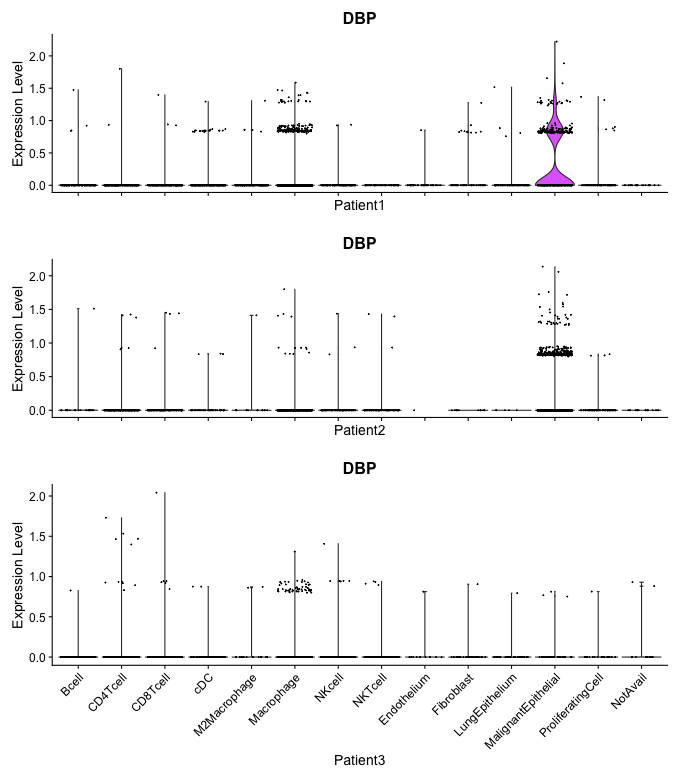 DBP
Expression Level
2.0
1.5
1.0
0.5
0.0
Patient1
DBP
Expression Level
2.0
1.5
1.0
0.5
0.0
Patient2
DBP
Expression Level
2.0
1.5
1.0
0.5
0.0
Bcell
CD4Tcell
CD8Tcell
cDC
M2Macrophage
Macrophage
NKcell
NKTcell
Endothelium
Fibroblast
LungEpithelium
MalignantEpithelial
ProliferatingCell
NotAvail
Patient3